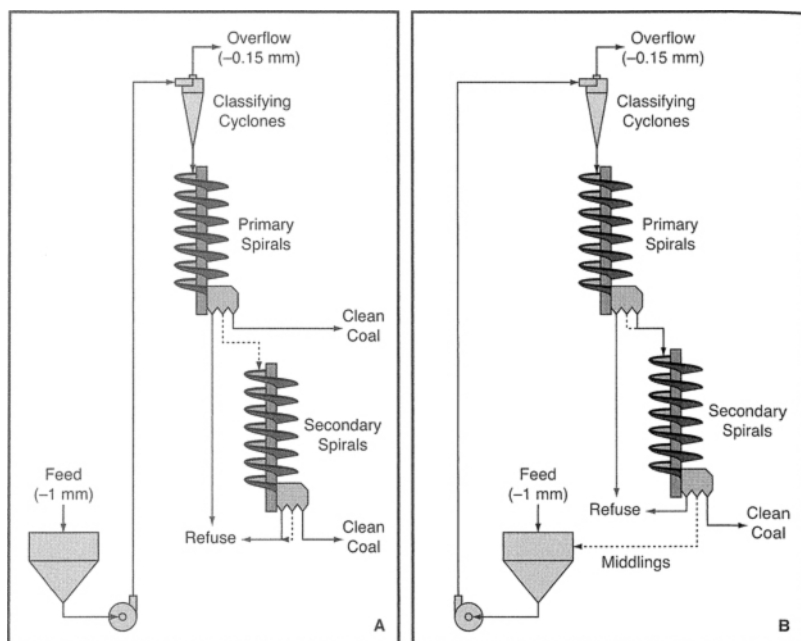 Overflow
(–0.15 mm)
Classifying
Cyclones
Primary
Spirals
Clean
Coal
Secondary
Spirals
Feed
(–1 mm)
Refuse
Clean
Coal
A
Overflow
(–0.15 mm)
Classifying
Cyclones
Primary
Spirals
Secondary
Spirals
Feed
(–1 mm)
Refuse
Clean
Coal
Middlings
B